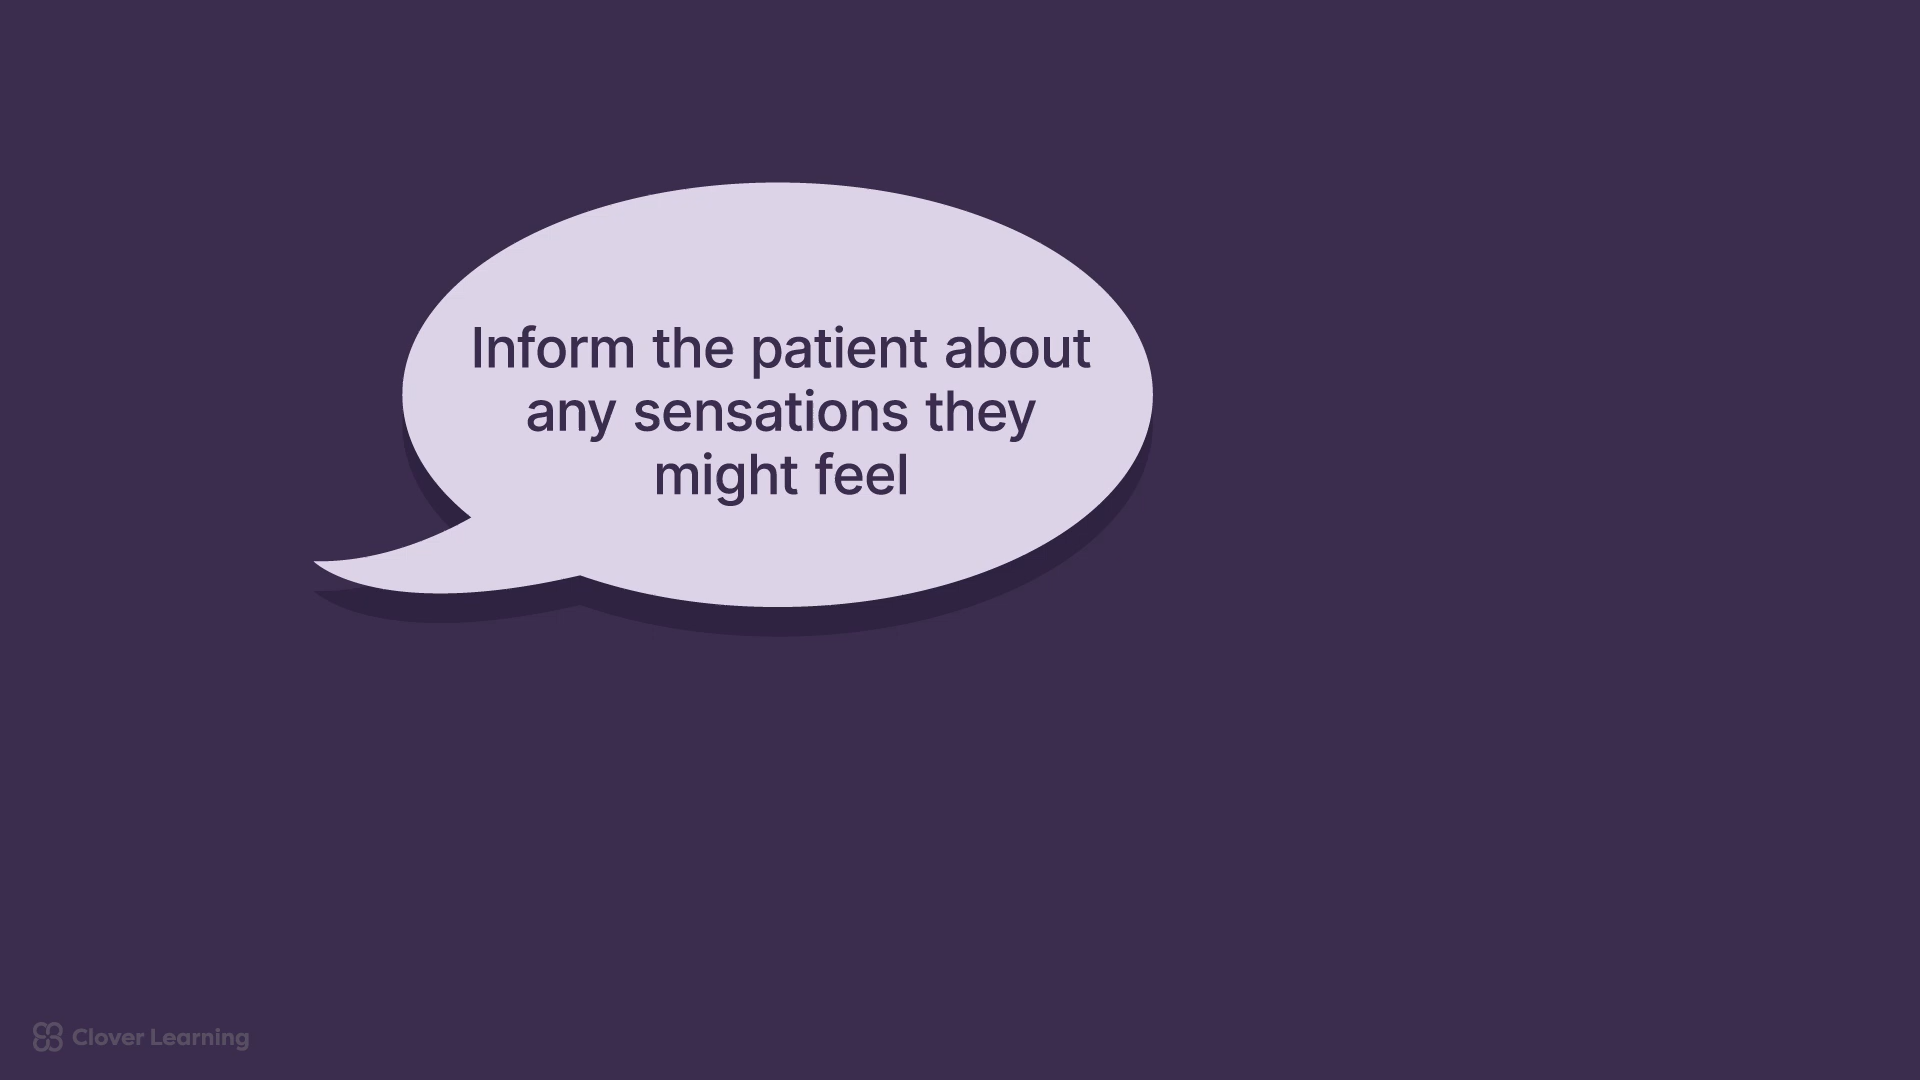 Inform the patient about
any sensations they
might feel
Clover Learning